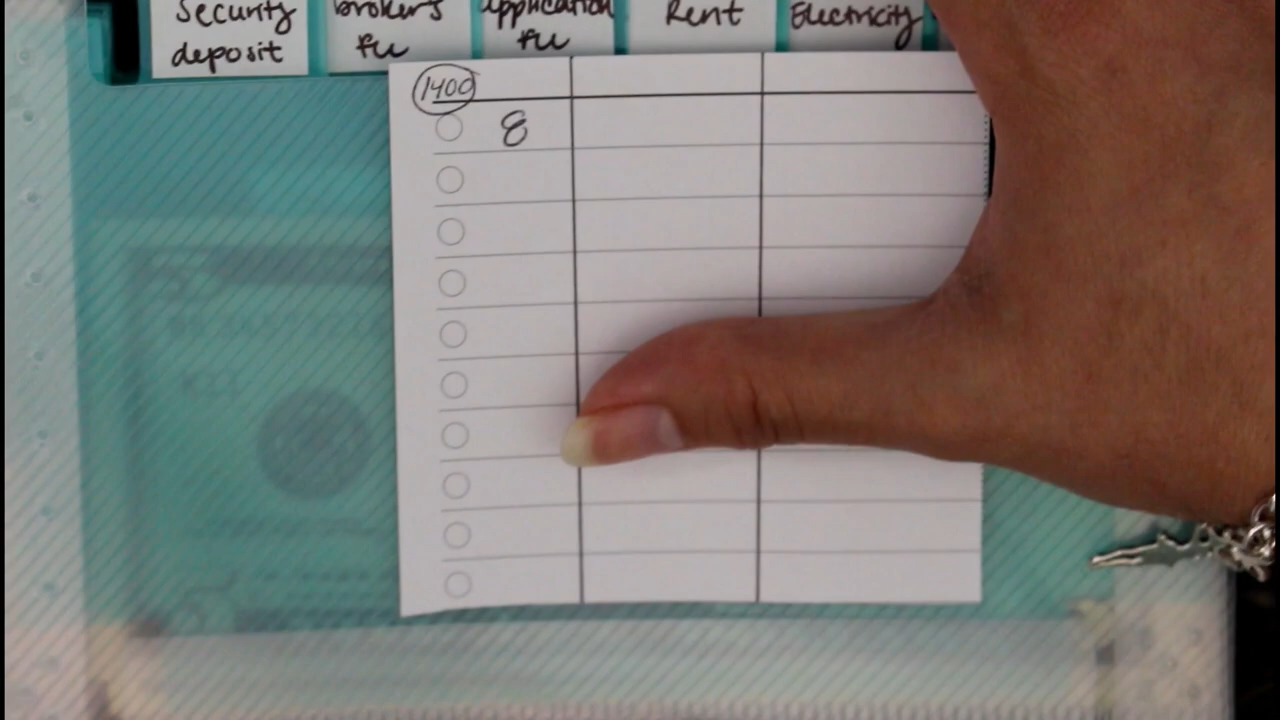 Security
deposit
brokers
fee
application
fee
Rent
Electricity
1400
8